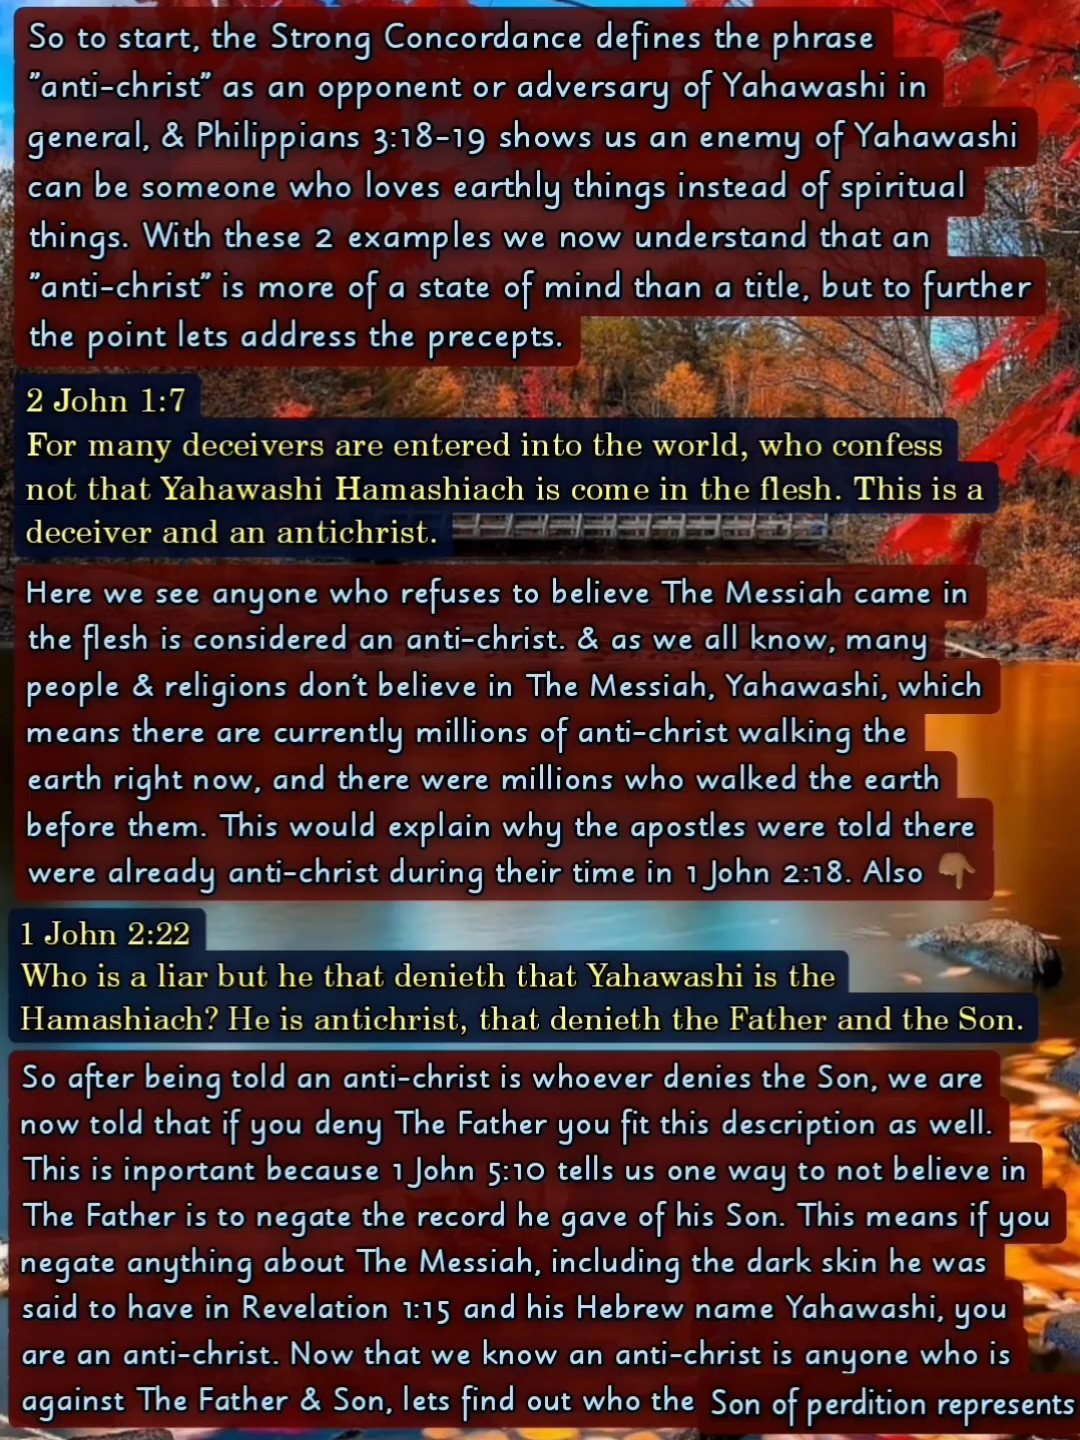 So to start, the Strong Concordance defines the phrase
"anti-christ" as an opponent or adversary of Yahawashi in
general, & Philippians 3:18-19 shows us an enemy of Yahawashi
can be someone who loves earthly things instead of spiritual
things. With these 2 examples we now understand that an
"anti-christ" is more of a state of mind than a title, but to further
the point lets address the precepts.
2 John 1:7
For many deceivers are entered into the world, who confess
not that Yahawashi Hamashiach is come in the flesh. This is a
deceiver and an antichrist.
Here we see anyone who refuses to believe The Messiah came in
the flesh is considered an anti-christ. & as we all know, many
people & religions don't believe in The Messiah, Yahawashi, which
means there are currently millions of anti-christ walking the
earth right now, and there were millions who walked the earth
before them. This would explain why the apostles were told there
were already anti-christ during their time in 1 John 2:18. Also 👇🏽
1 John 2:22
Who is a liar but he that denieth that Yahawashi is the
Hamashiach? He is antichrist, that denieth the Father and the Son.
So after being told an anti-christ is whoever denies the Son, we are
now told that if you deny The Father you fit this description as well.
This is inportant because 1 John 5:10 tells us one way to not believe in
The Father is to negate the record he gave of his Son. This means if you
negate anything about The Messiah, including the dark skin he was
said to have in Revelation 1:15 and his Hebrew name Yahawashi, you
are an anti-christ. Now that we know an anti-christ is anyone who is
against The Father & Son, lets find out who the Son of perdition represents